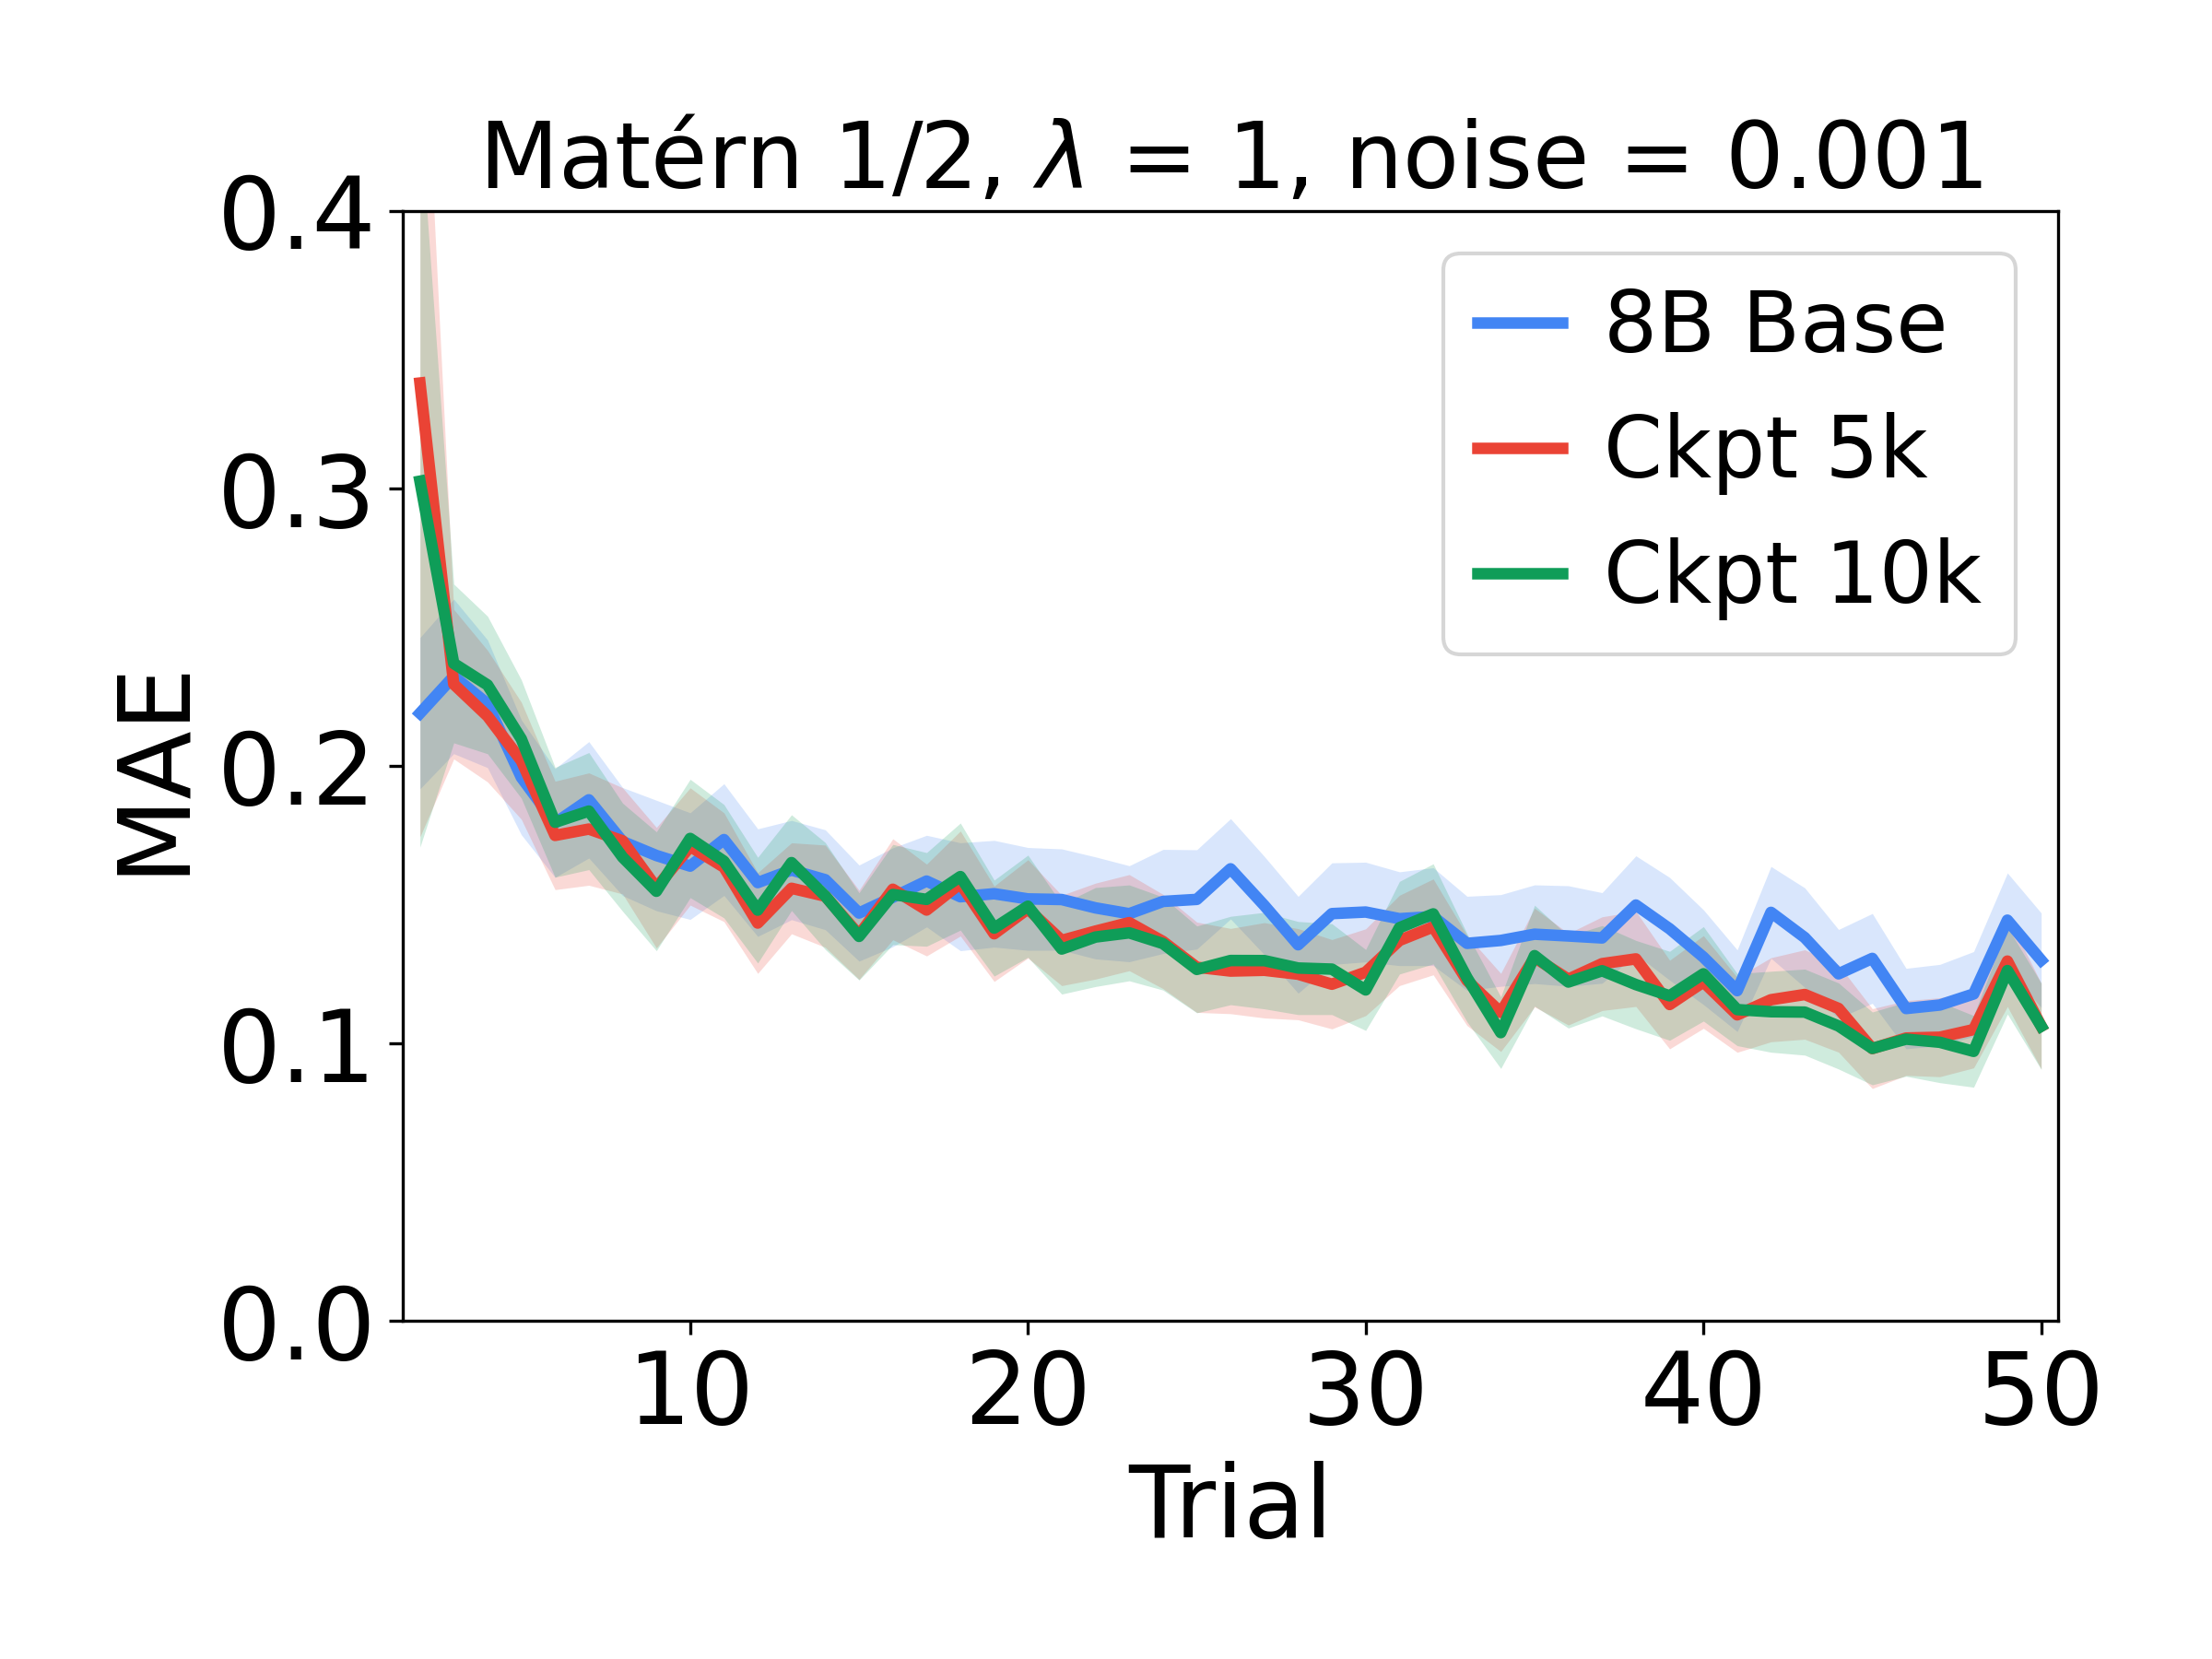 Matérn 1/2, λ = 1, noise = 0.001
0.4
0.3
0.2
0.1
0.0
MAE
8B Base
Ckpt 5k
Ckpt 10k
10 20 30 40 50
Trial